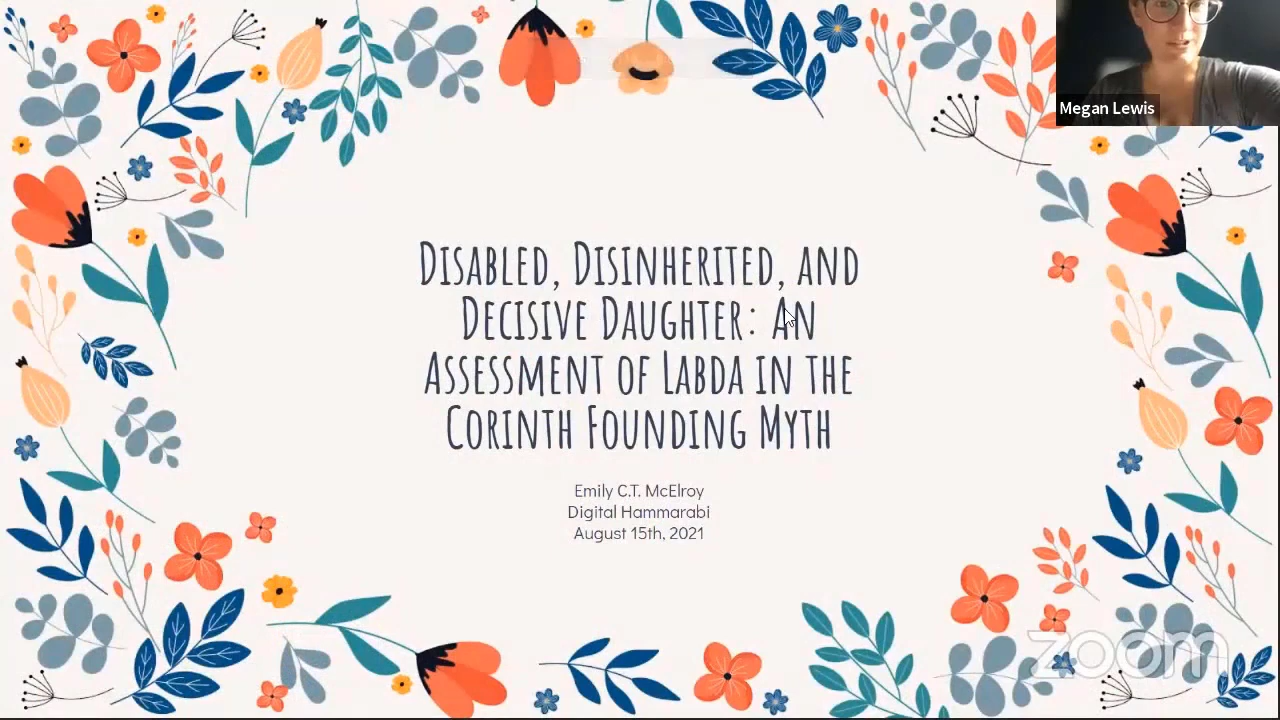 Megan Lewis
Disabled, Disinherited, and
Decisive Daughter: An
Assessment of Labda in the
Corinth Founding Myth
Emily C.T. McElroy
Digital Hammarabi
August 15th, 2021
zoom